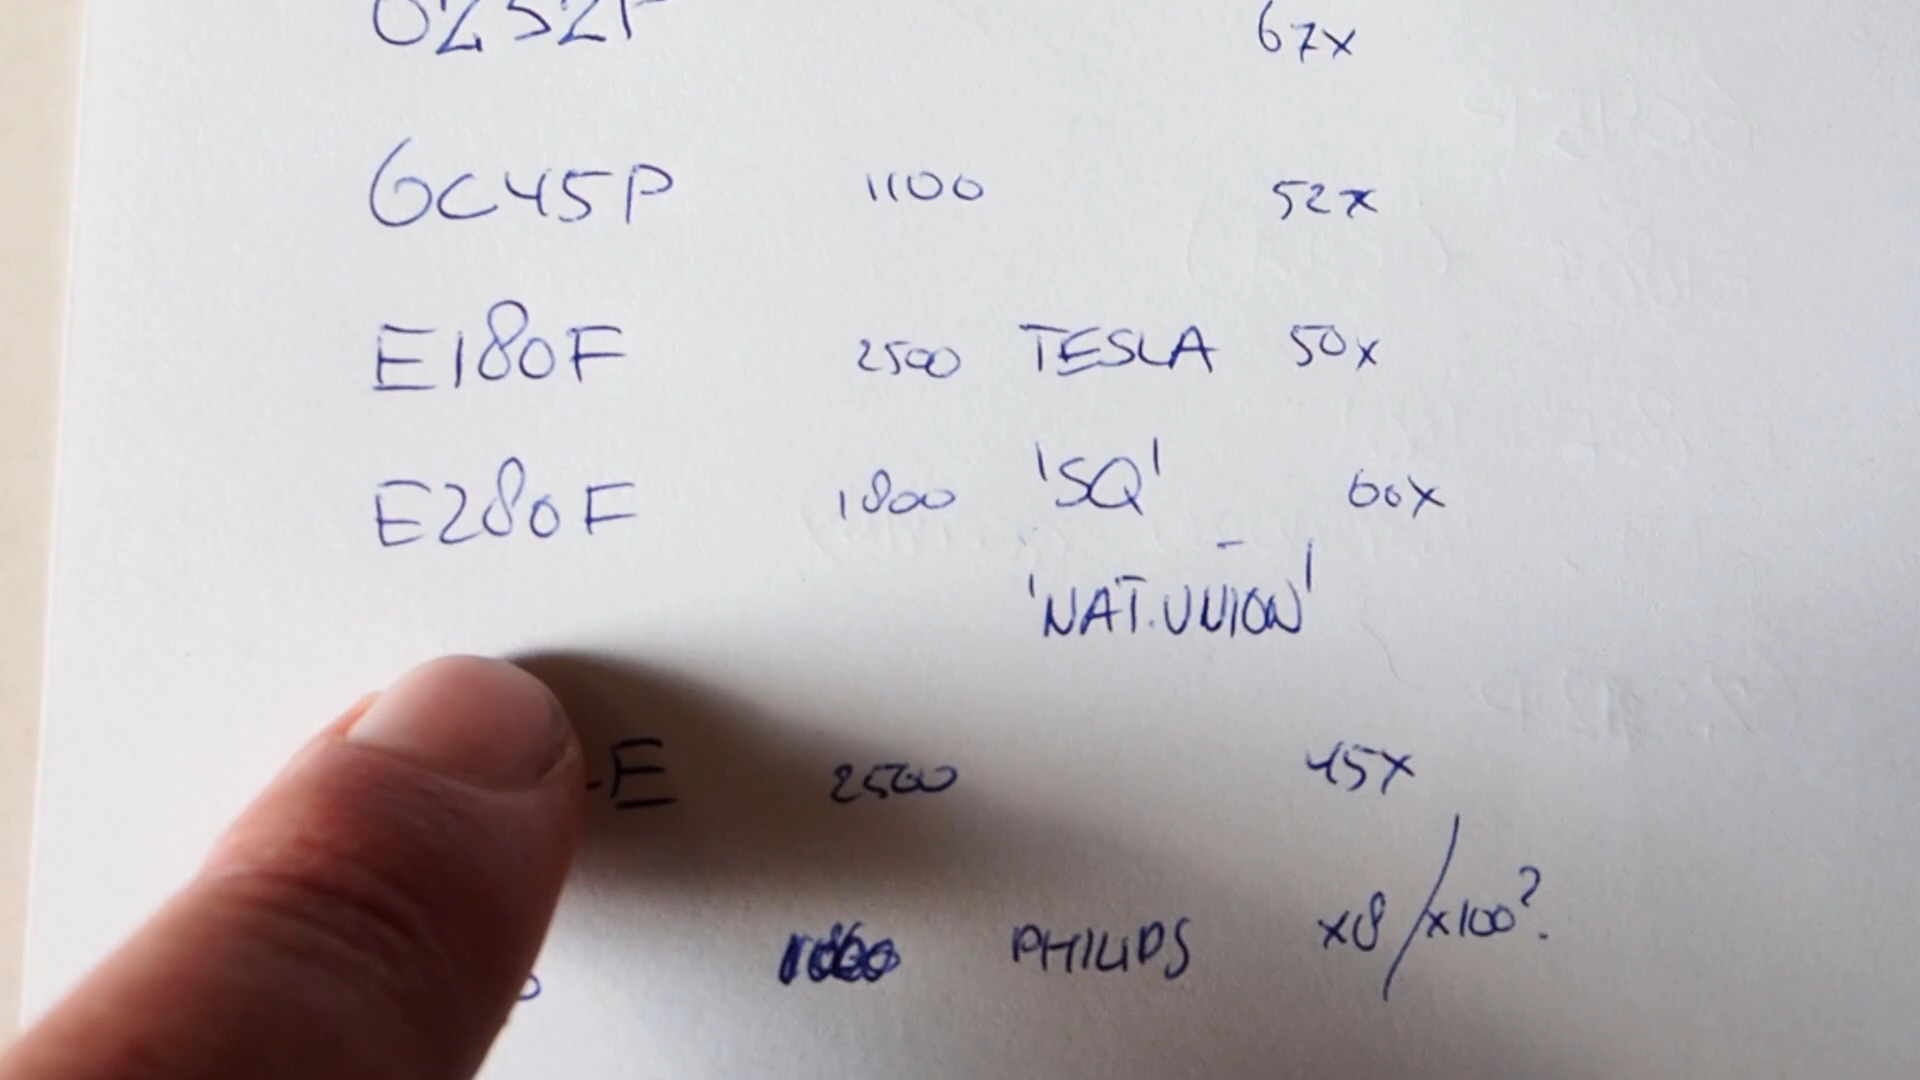 67x
6C45P 1100 52x
E180F 2500 TESLA 50x
E280F 1800 'SQ' 60x
'NAT.UNION'
-E 2500 45x
PHILIPS x8/x100?